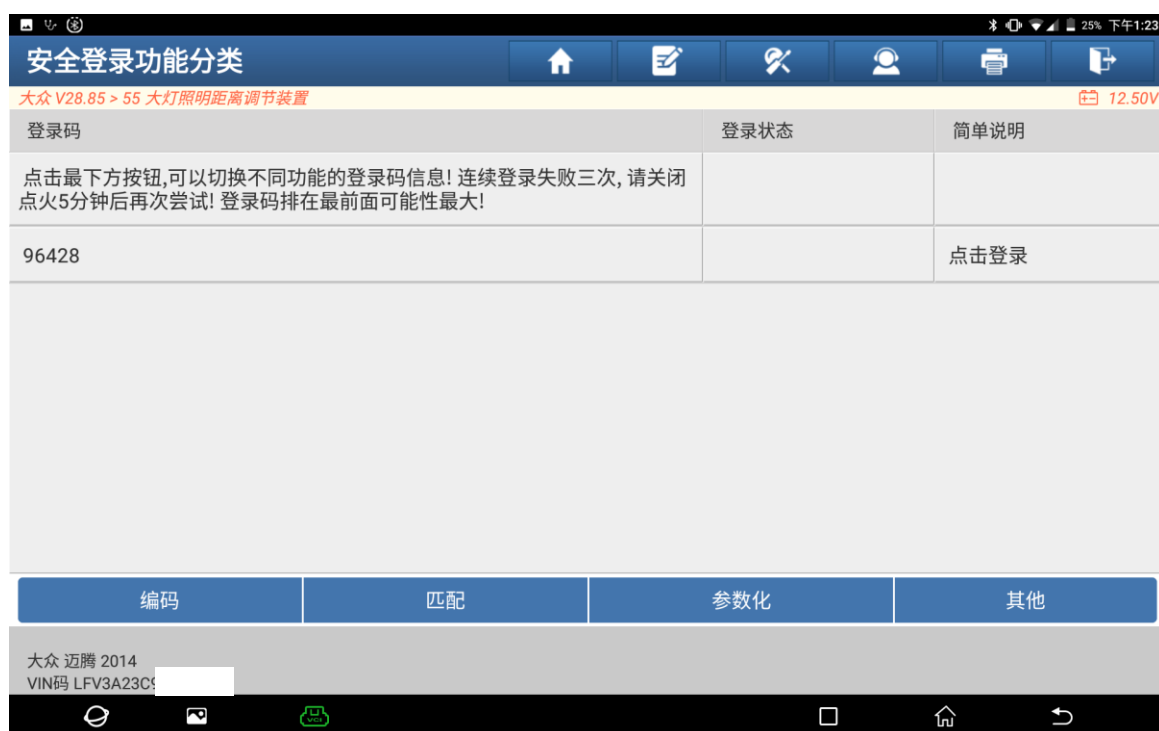 25% 下午1:23
安全登录功能分类
大众 V28.85 > 55 大灯照明距离调节装置
12.50V
登录码 登录状态 简单说明
点击最下方按钮,可以切换不同功能的登录码信息! 连续登录失败三次, 请关闭
点火5分钟后再次尝试! 登录码排在最前面可能性最大!
96428 点击登录
编码 匹配 参数化 其他
大众 迈腾 2014
VIN码 LFV3A23C9
VCI